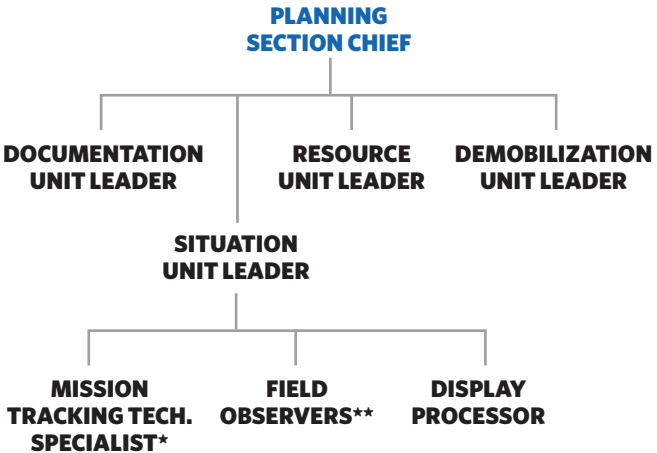 PLANNING
SECTION CHIEF
DOCUMENTATION
UNIT LEADER
RESOURCE
UNIT LEADER
DEMOBILIZATION
UNIT LEADER
SITUATION
UNIT LEADER
MISSION
TRACKING TECH.
SPECIALIST*
FIELD
OBSERVERS**
DISPLAY
PROCESSOR